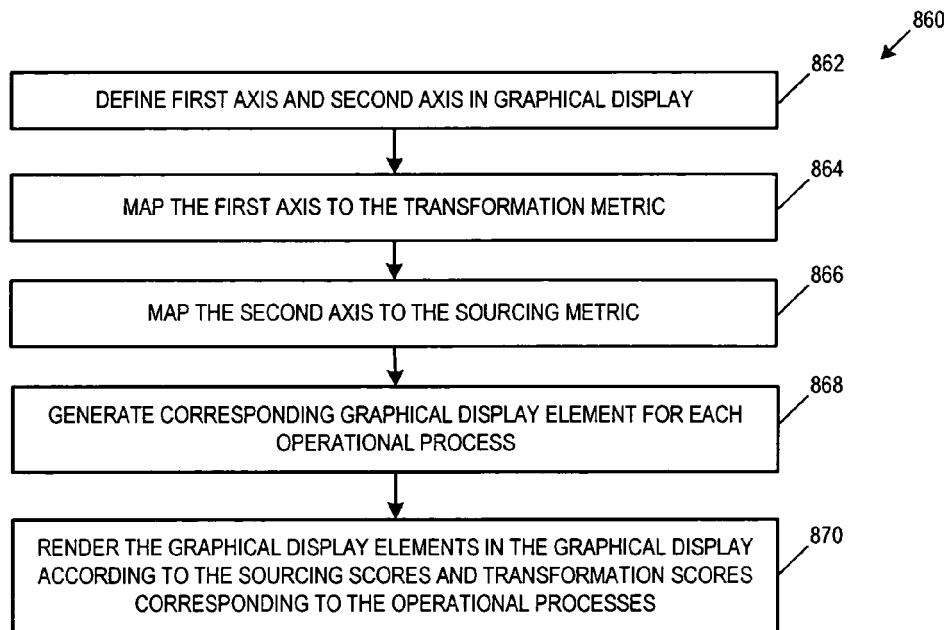 860
862
DEFINE FIRST AXIS AND SECOND AXIS IN GRAPHICAL DISPLAY
864
MAP THE FIRST AXIS TO THE TRANSFORMATION METRIC
866
MAP THE SECOND AXIS TO THE SOURCING METRIC
868
GENERATE CORRESPONDING GRAPHICAL DISPLAY ELEMENT FOR EACH
OPERATIONAL PROCESS
870
RENDER THE GRAPHICAL DISPLAY ELEMENTS IN THE GRAPHICAL DISPLAY
ACCORDING TO THE SOURCING SCORES AND TRANSFORMATION SCORES
CORRESPONDING TO THE OPERATIONAL PROCESSES